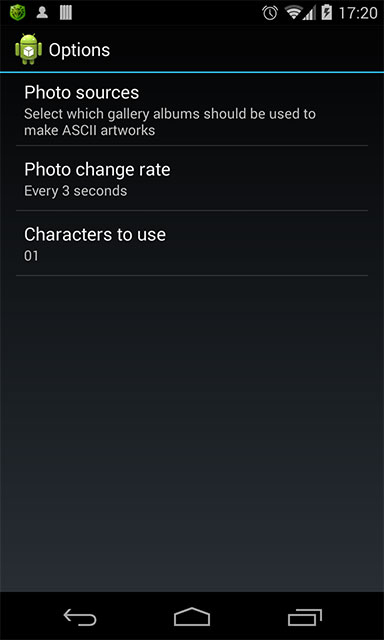 17:20
Options
Photo sources
Select which gallery albums should be used to
make ASCII artworks
Photo change rate
Every 3 seconds
Characters to use
01